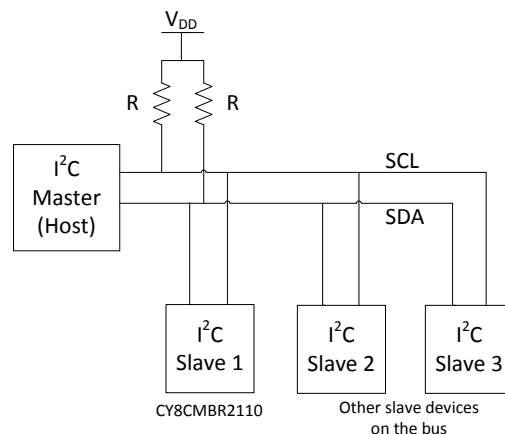 V_DD
R R
I²C
Master
(Host)
SCL
SDA
I²C
Slave 1
I²C
Slave 2
I²C
Slave 3
CY8CMBR2110
Other slave devices
on the bus